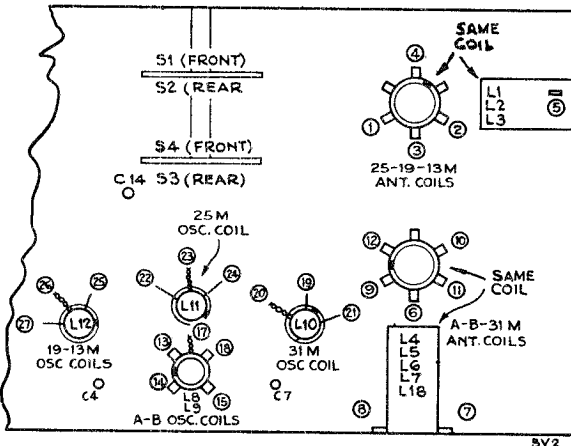 S1 (FRONT)
S2 (REAR
S4 (FRONT)
S3 (REAR)
C14
SAME
COIL
4
1
2
3
25-19-13M
ANT. COILS
L1
L2
L3
5
25M
OSC. COIL
23
22
24
L11
26
25
27
L12
19-13M
OSC COILS
C4
17
13
18
14
15
L8
L9
A-B OSC. COILS
19
20
21
L10
31M
OSC COIL
C7
12
10
9
11
6
SAME
COIL
A-B-31M
ANT. COILS
L4
L5
L6
L7
L18
8
7
BV2